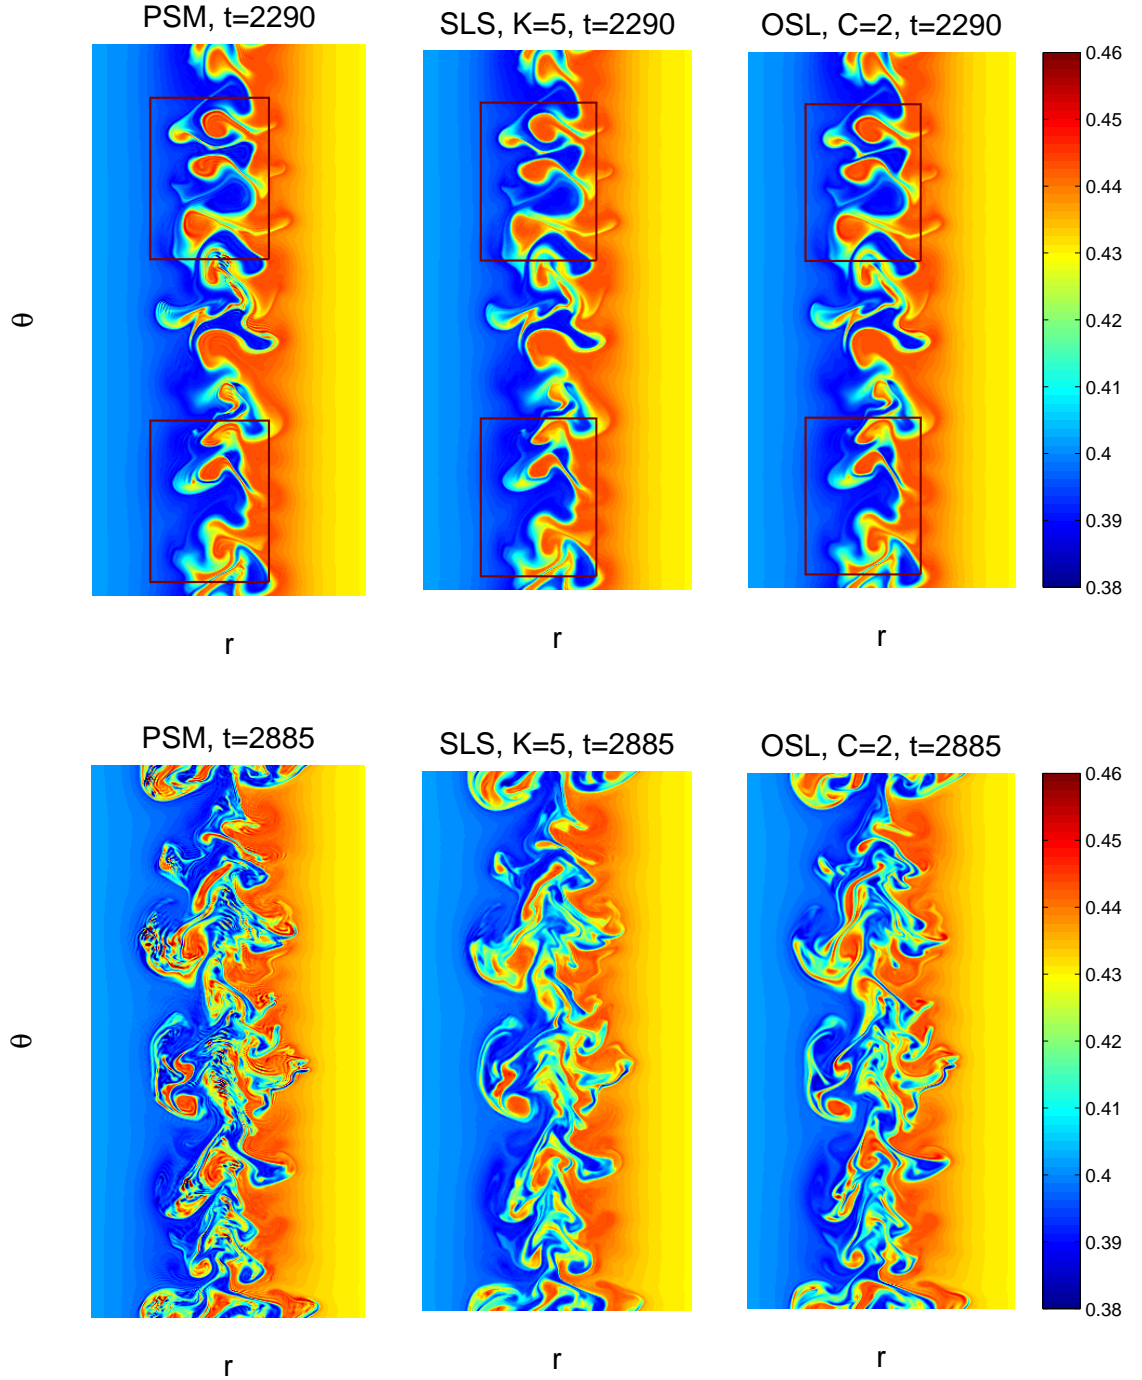 PSM, t=2290
SLS, K=5, t=2290
OSL, C=2, t=2290
0.46
0.45
0.44
0.43
0.42
0.41
0.4
0.39
0.38
θ
r
r
r
PSM, t=2885
SLS, K=5, t=2885
OSL, C=2, t=2885
0.46
0.45
0.44
0.43
0.42
0.41
0.4
0.39
0.38
θ
r
r
r